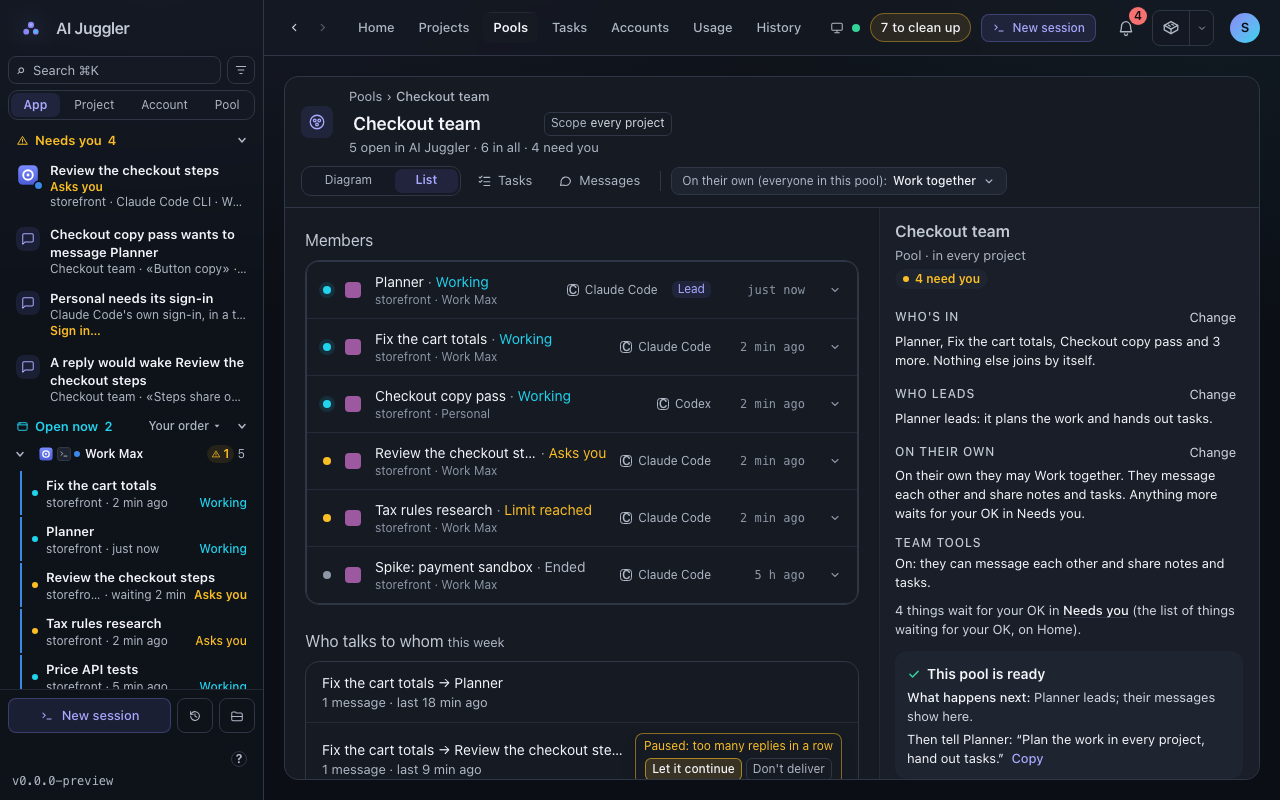 AI Juggler
Search ⌘K
App Project Account Pool
Needs you 4
Review the checkout steps
Asks you
storefront · Claude Code CLI · W…
Checkout copy pass wants to
message Planner
Checkout team · «Button copy» ·…
Personal needs its sign-in
Claude Code's own sign-in, in a t…
Sign in…
A reply would wake Review the
checkout steps
Checkout team · «Steps share o…
Open now 2 Your order
Work Max 1 5
Fix the cart totals
storefront · 2 min ago Working
Planner
storefront · just now Working
Review the checkout steps
storefro… · waiting 2 min Asks you
Tax rules research
storefront · 2 min ago Asks you
Price API tests
storefront · 5 min ago Working
New session
?
v0.0.0-preview
Home Projects Pools Tasks Accounts Usage History
7 to clean up
New session
4
S
Pools › Checkout team
Checkout team
Scope every project
5 open in AI Juggler · 6 in all · 4 need you
Diagram List Tasks Messages
On their own (everyone in this pool): Work together
Members
Planner · Working
storefront · Work Max
Claude Code Lead just now
Fix the cart totals · Working
storefront · Work Max
Claude Code 2 min ago
Checkout copy pass · Working
storefront · Personal
Codex 2 min ago
Review the checkout st… · Asks you
storefront · Work Max
Claude Code 2 min ago
Tax rules research · Limit reached
storefront · Work Max
Claude Code 2 min ago
Spike: payment sandbox · Ended
storefront · Work Max
Claude Code 5 h ago
Who talks to whom this week
Fix the cart totals → Planner
1 message · last 18 min ago
Fix the cart totals → Review the checkout ste…
1 message · last 9 min ago
Paused: too many replies in a row
Let it continue Don't deliver
Checkout team
Pool · in every project
4 need you
WHO'S IN Change
Planner, Fix the cart totals, Checkout copy pass and 3
more. Nothing else joins by itself.
WHO LEADS Change
Planner leads: it plans the work and hands out tasks.
ON THEIR OWN Change
On their own they may Work together. They message
each other and share notes and tasks. Anything more
waits for your OK in Needs you.
TEAM TOOLS
On: they can message each other and share notes and
tasks.
4 things wait for your OK in Needs you (the list of things
waiting for your OK, on Home).
This pool is ready
What happens next: Planner leads; their messages
show here.
Then tell Planner: “Plan the work in every project,
hand out tasks.” Copy